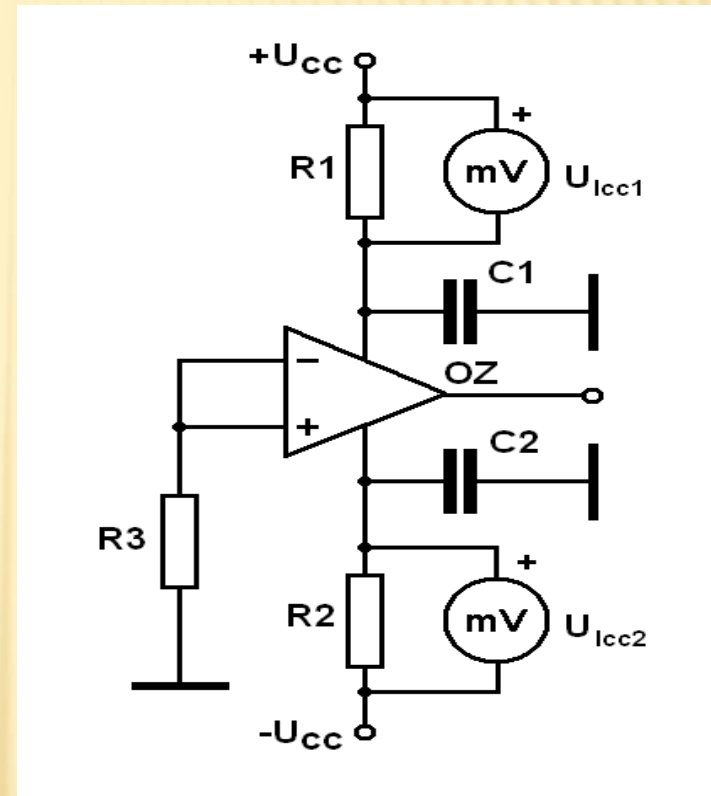 +Ucc
R1
+
mV
UIcc1
C1
−
OZ
+
C2
R3
+
R2
mV
UIcc2
-Ucc